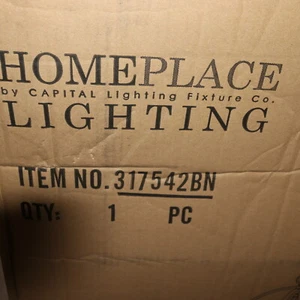 HOMEPLACE
by CAPITAL Lighting Fixture Co.
LIGHTING
ITEM NO. 317542BN
QTY: 1 PC